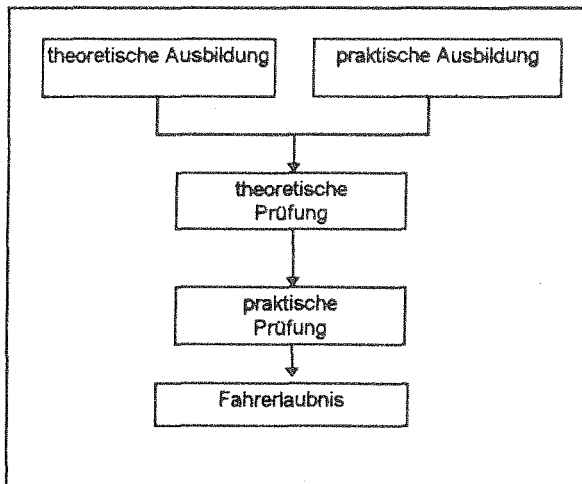 theoretische Ausbildung
praktische Ausbildung
theoretische
Prüfung
praktische
Prüfung
Fahrerlaubnis